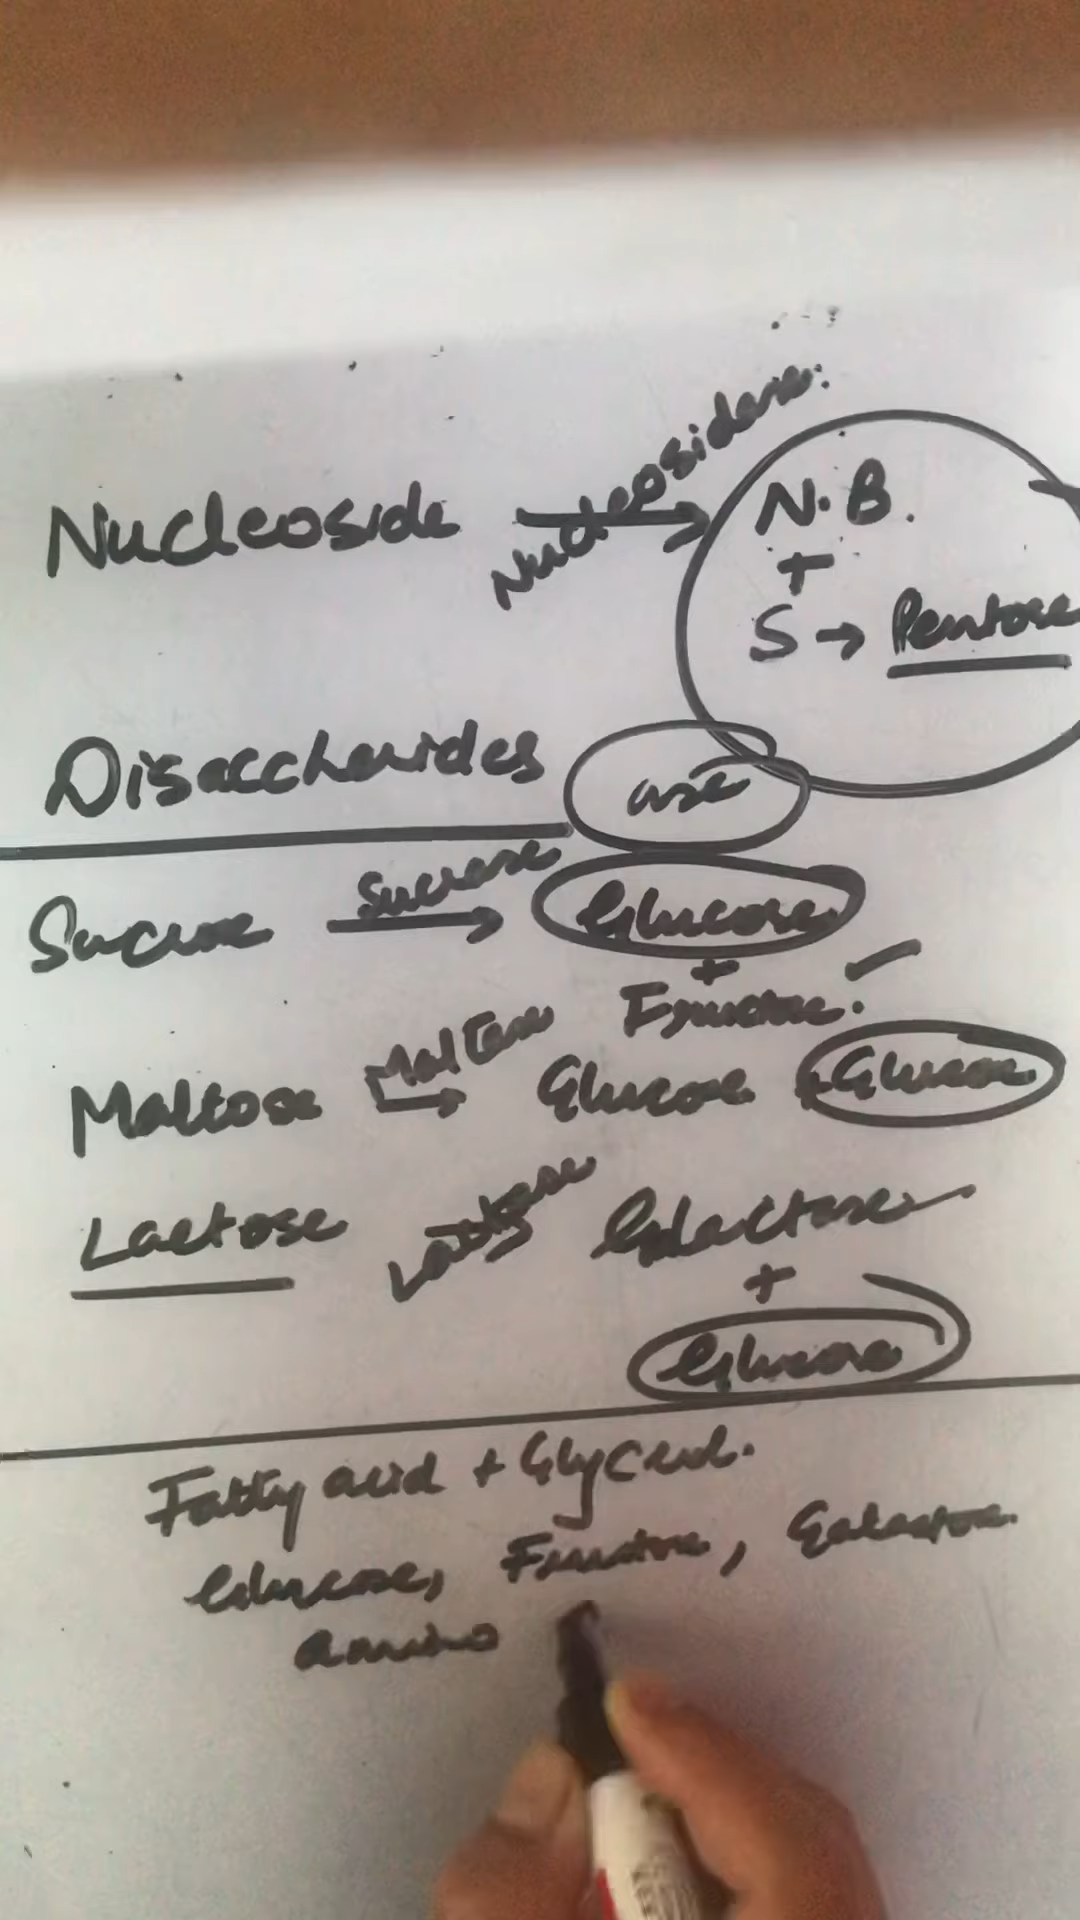 Nucleoside Nucleosidase. N.B.
+
S → Pentose
Disaccharides ase
Sucrose Sucrase → Glucose
+
Fructose.
Maltose Maltase → Glucose + Glucose
Lactose Lactase → Galactose
+
Glucose
Fatty acid + Glycerol.
Glucose, Fructose, Galactose.
amino